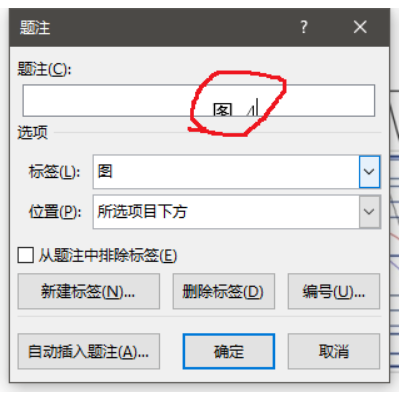 题注 ? ×
题注(C):
图 4
选项
标签(L): 图
位置(P): 所选项目下方
从题注中排除标签(E)
新建标签(N)... 删除标签(D) 编号(U)...
自动插入题注(A)... 确定 取消